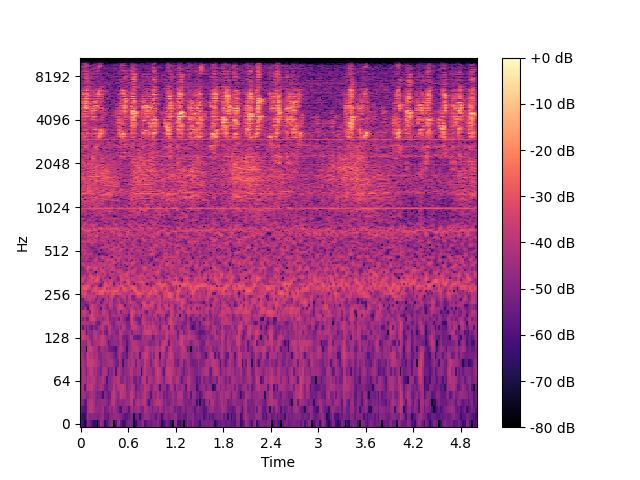 8192
4096
2048
1024
512
256
128
64
0
Hz
0 0.6 1.2 1.8 2.4 3 3.6 4.2 4.8
Time
+0 dB
-10 dB
-20 dB
-30 dB
-40 dB
-50 dB
-60 dB
-70 dB
-80 dB